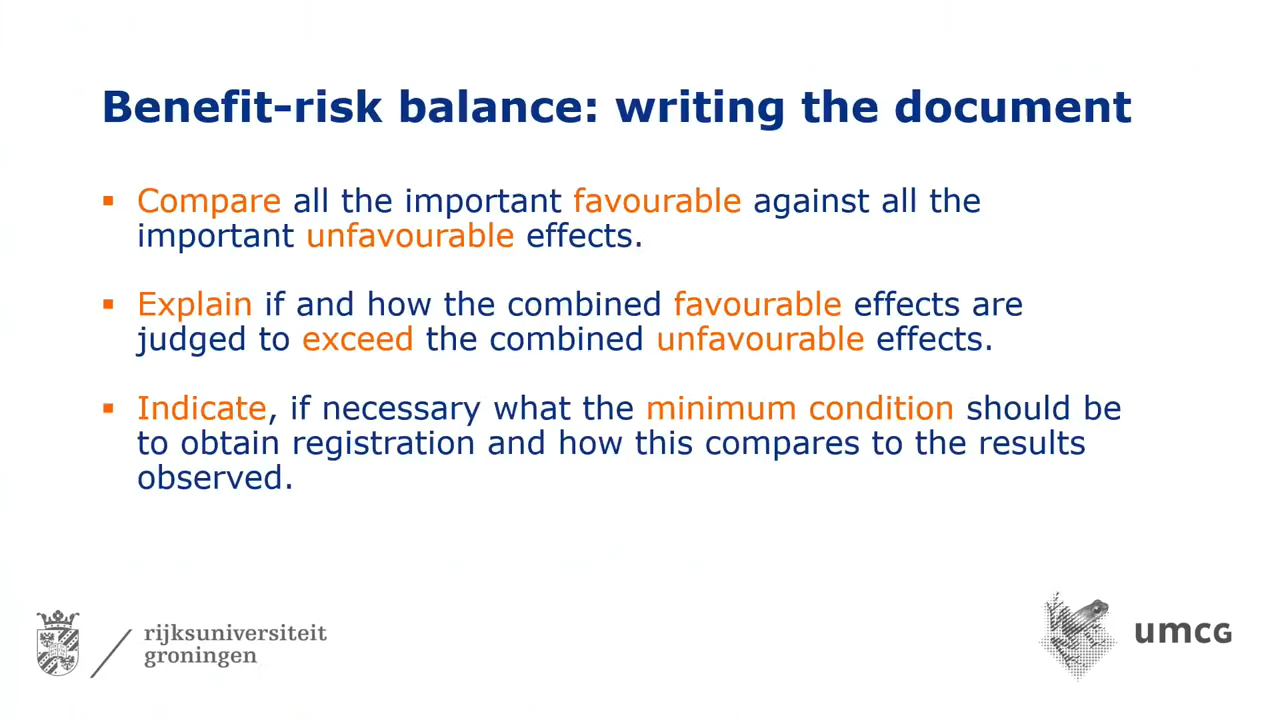 Benefit-risk balance: writing the document
▪ Compare all the important favourable against all the
important unfavourable effects.
▪ Explain if and how the combined favourable effects are
judged to exceed the combined unfavourable effects.
▪ Indicate, if necessary what the minimum condition should be
to obtain registration and how this compares to the results
observed.
rijksuniversiteit
groningen
umcg